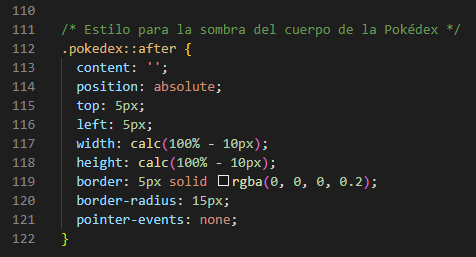 110
111 /* Estilo para la sombra del cuerpo de la Pokédex */
112 .pokedex::after {
113 content: '';
114 position: absolute;
115 top: 5px;
116 left: 5px;
117 width: calc(100% - 10px);
118 height: calc(100% - 10px);
119 border: 5px solid rgba(0, 0, 0, 0.2);
120 border-radius: 15px;
121 pointer-events: none;
122 }